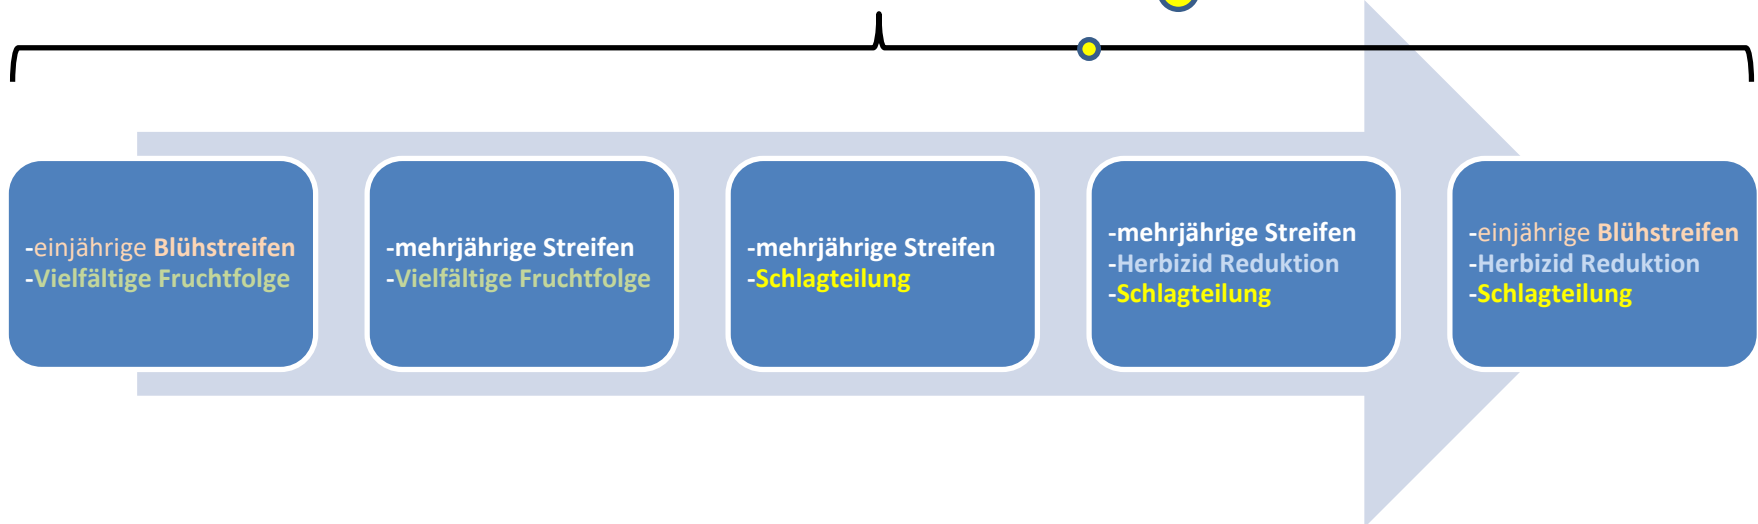 -einjährige Blühstreifen
-Vielfältige Fruchtfolge
-mehrjährige Streifen
-Vielfältige Fruchtfolge
-mehrjährige Streifen
-Schlagteilung
-mehrjährige Streifen
-Herbizid Reduktion
-Schlagteilung
-einjährige Blühstreifen
-Herbizid Reduktion
-Schlagteilung